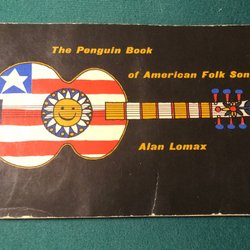 The Penguin Book
of American Folk Son
Alan Lomax